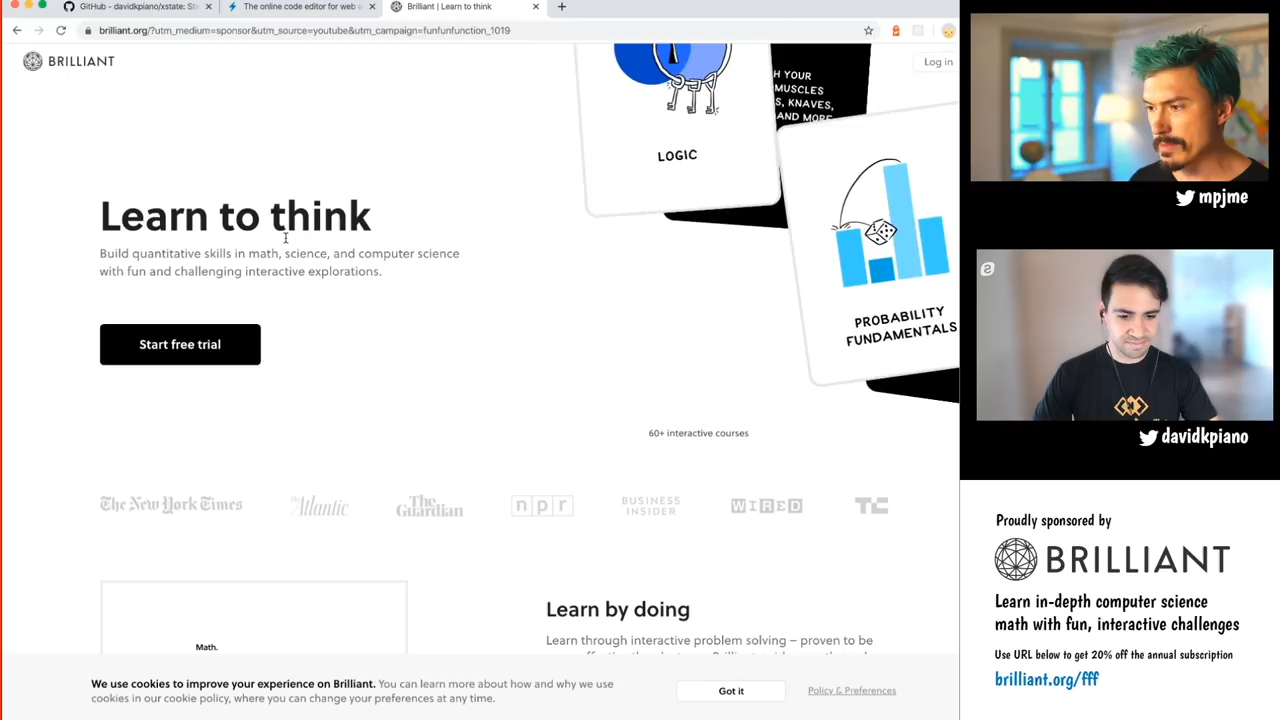 GitHub - davidkpiano/xstate: St
The online code editor for web a
Brilliant | Learn to think
brilliant.org/?utm_medium=sponsor&utm_source=youtube&utm_campaign=funfunfunction_1019
BRILLIANT
Log in
H YOUR
MUSCLES
S, KNAVES,
AND MORE
LOGIC
PROBABILITY
FUNDAMENTALS
Learn to think
Build quantitative skills in math, science, and computer science
with fun and challenging interactive explorations.
Start free trial
60+ interactive courses
The New York Times
The Atlantic
The Guardian
npr
BUSINESS
INSIDER
WIRED
TC
Math.
Learn by doing
Learn through interactive problem solving – proven to be
We use cookies to improve your experience on Brilliant. You can learn more about how and why we use
cookies in our cookie policy, where you can change your preferences at any time.
Got it
Policy & Preferences
mpjme
davidkpiano
Proudly sponsored by
BRILLIANT
Learn in-depth computer science
math with fun, interactive challenges
Use URL below to get 20% off the annual subscription
brilliant.org/fff